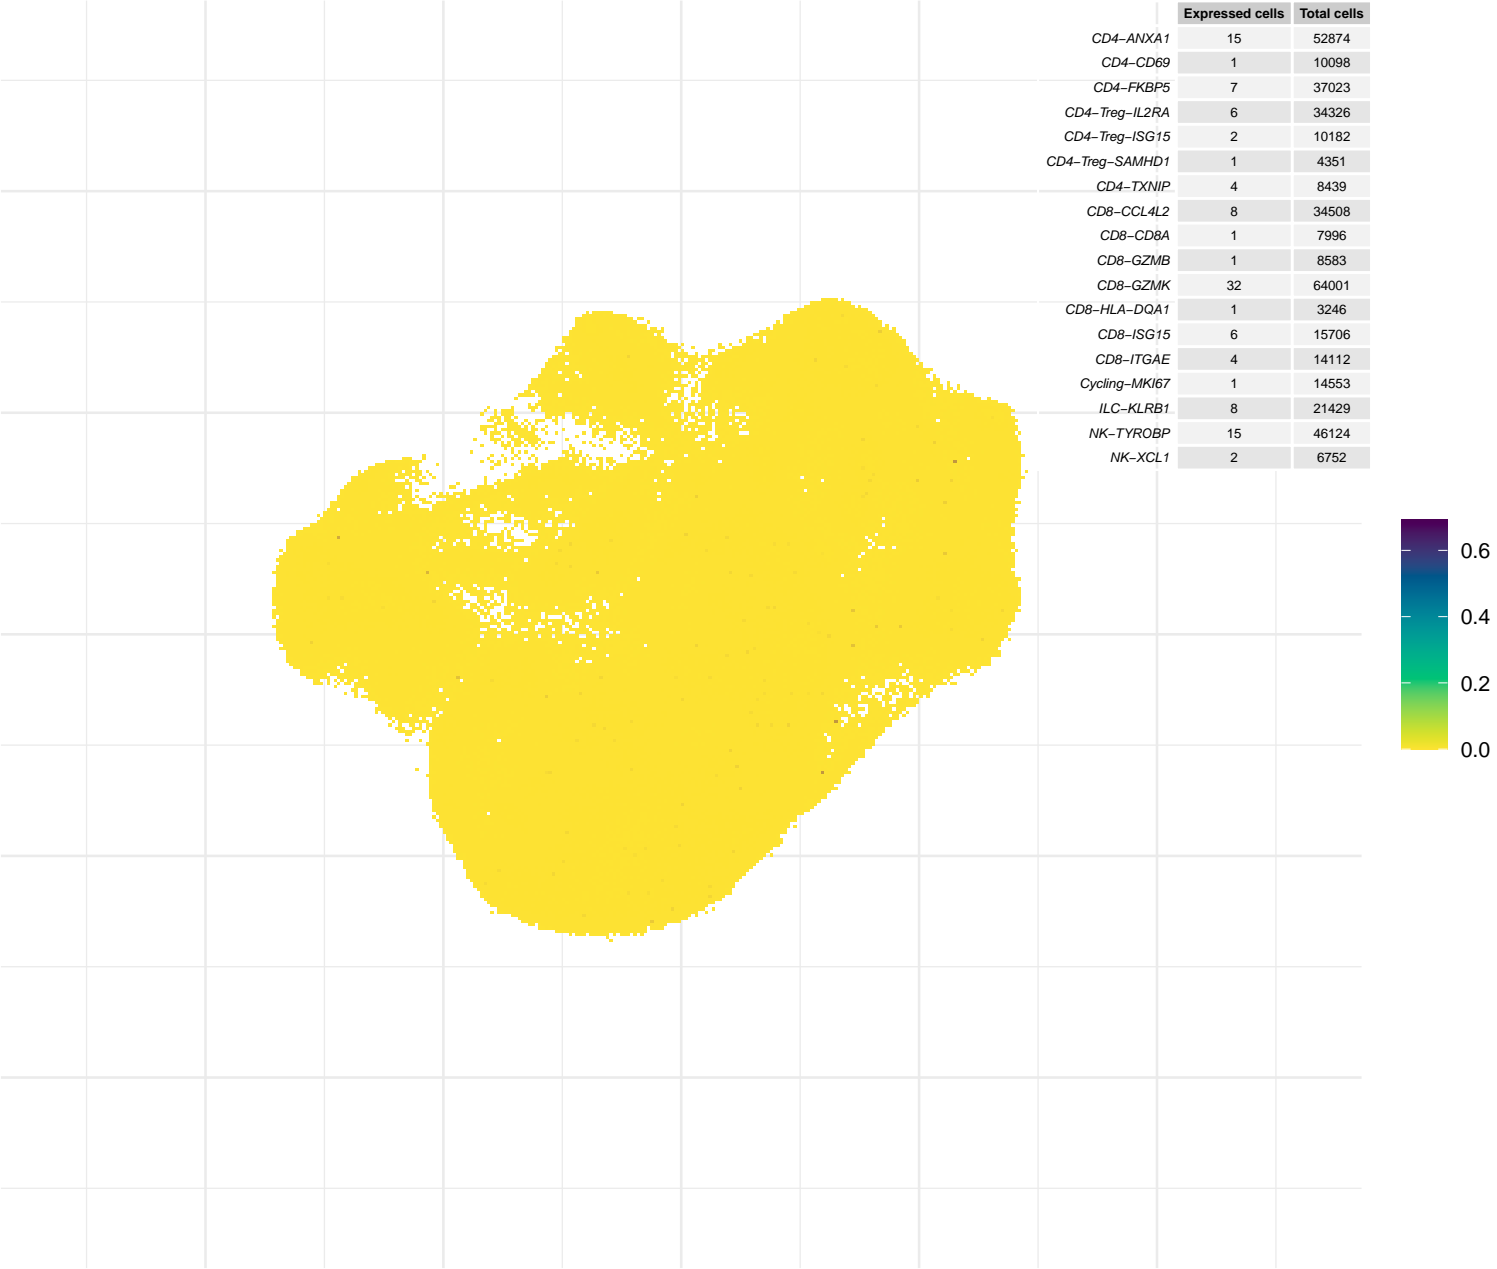 Expressed cells Total cells
CD4−ANXA1 15 52874
CD4−CD69 1 10098
CD4−FKBP5 7 37023
CD4−Treg−IL2RA 6 34326
CD4−Treg−ISG15 2 10182
CD4−Treg−SAMHD1 1 4351
CD4−TXNIP 4 8439
CD8−CCL4L2 8 34508
CD8−CD8A 1 7996
CD8−GZMB 1 8583
CD8−GZMK 32 64001
CD8−HLA−DQA1 1 3246
CD8−ISG15 6 15706
CD8−ITGAE 4 14112
Cycling−MKI67 1 14553
ILC−KLRB1 8 21429
NK−TYROBP 15 46124
NK−XCL1 2 6752
0.6
0.4
0.2
0.0